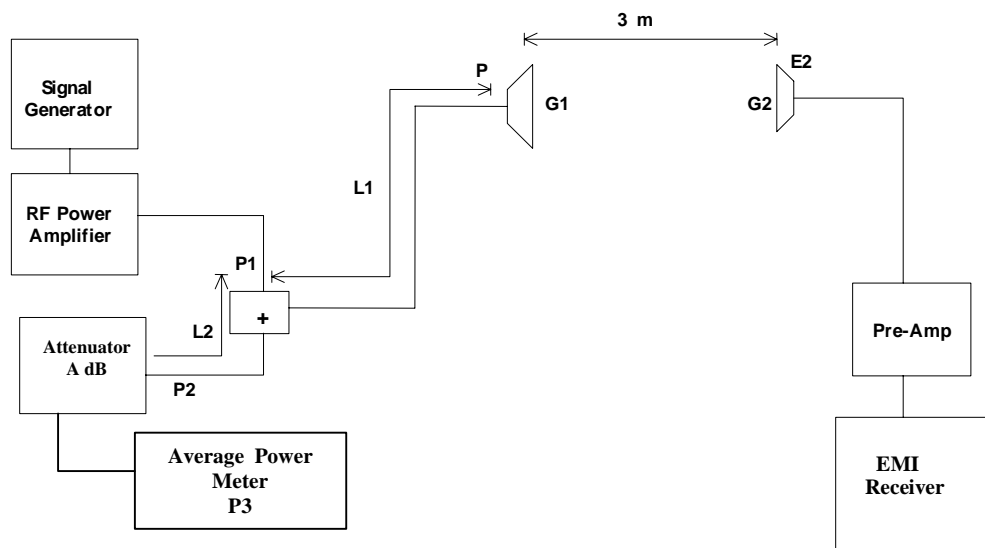 3 m
Signal
Generator
P
E2
G1
G2
L1
RF Power
Amplifier
P1
+
L2
Attenuator
A dB
P2
Pre-Amp
Average Power
Meter
P3
EMI
Receiver